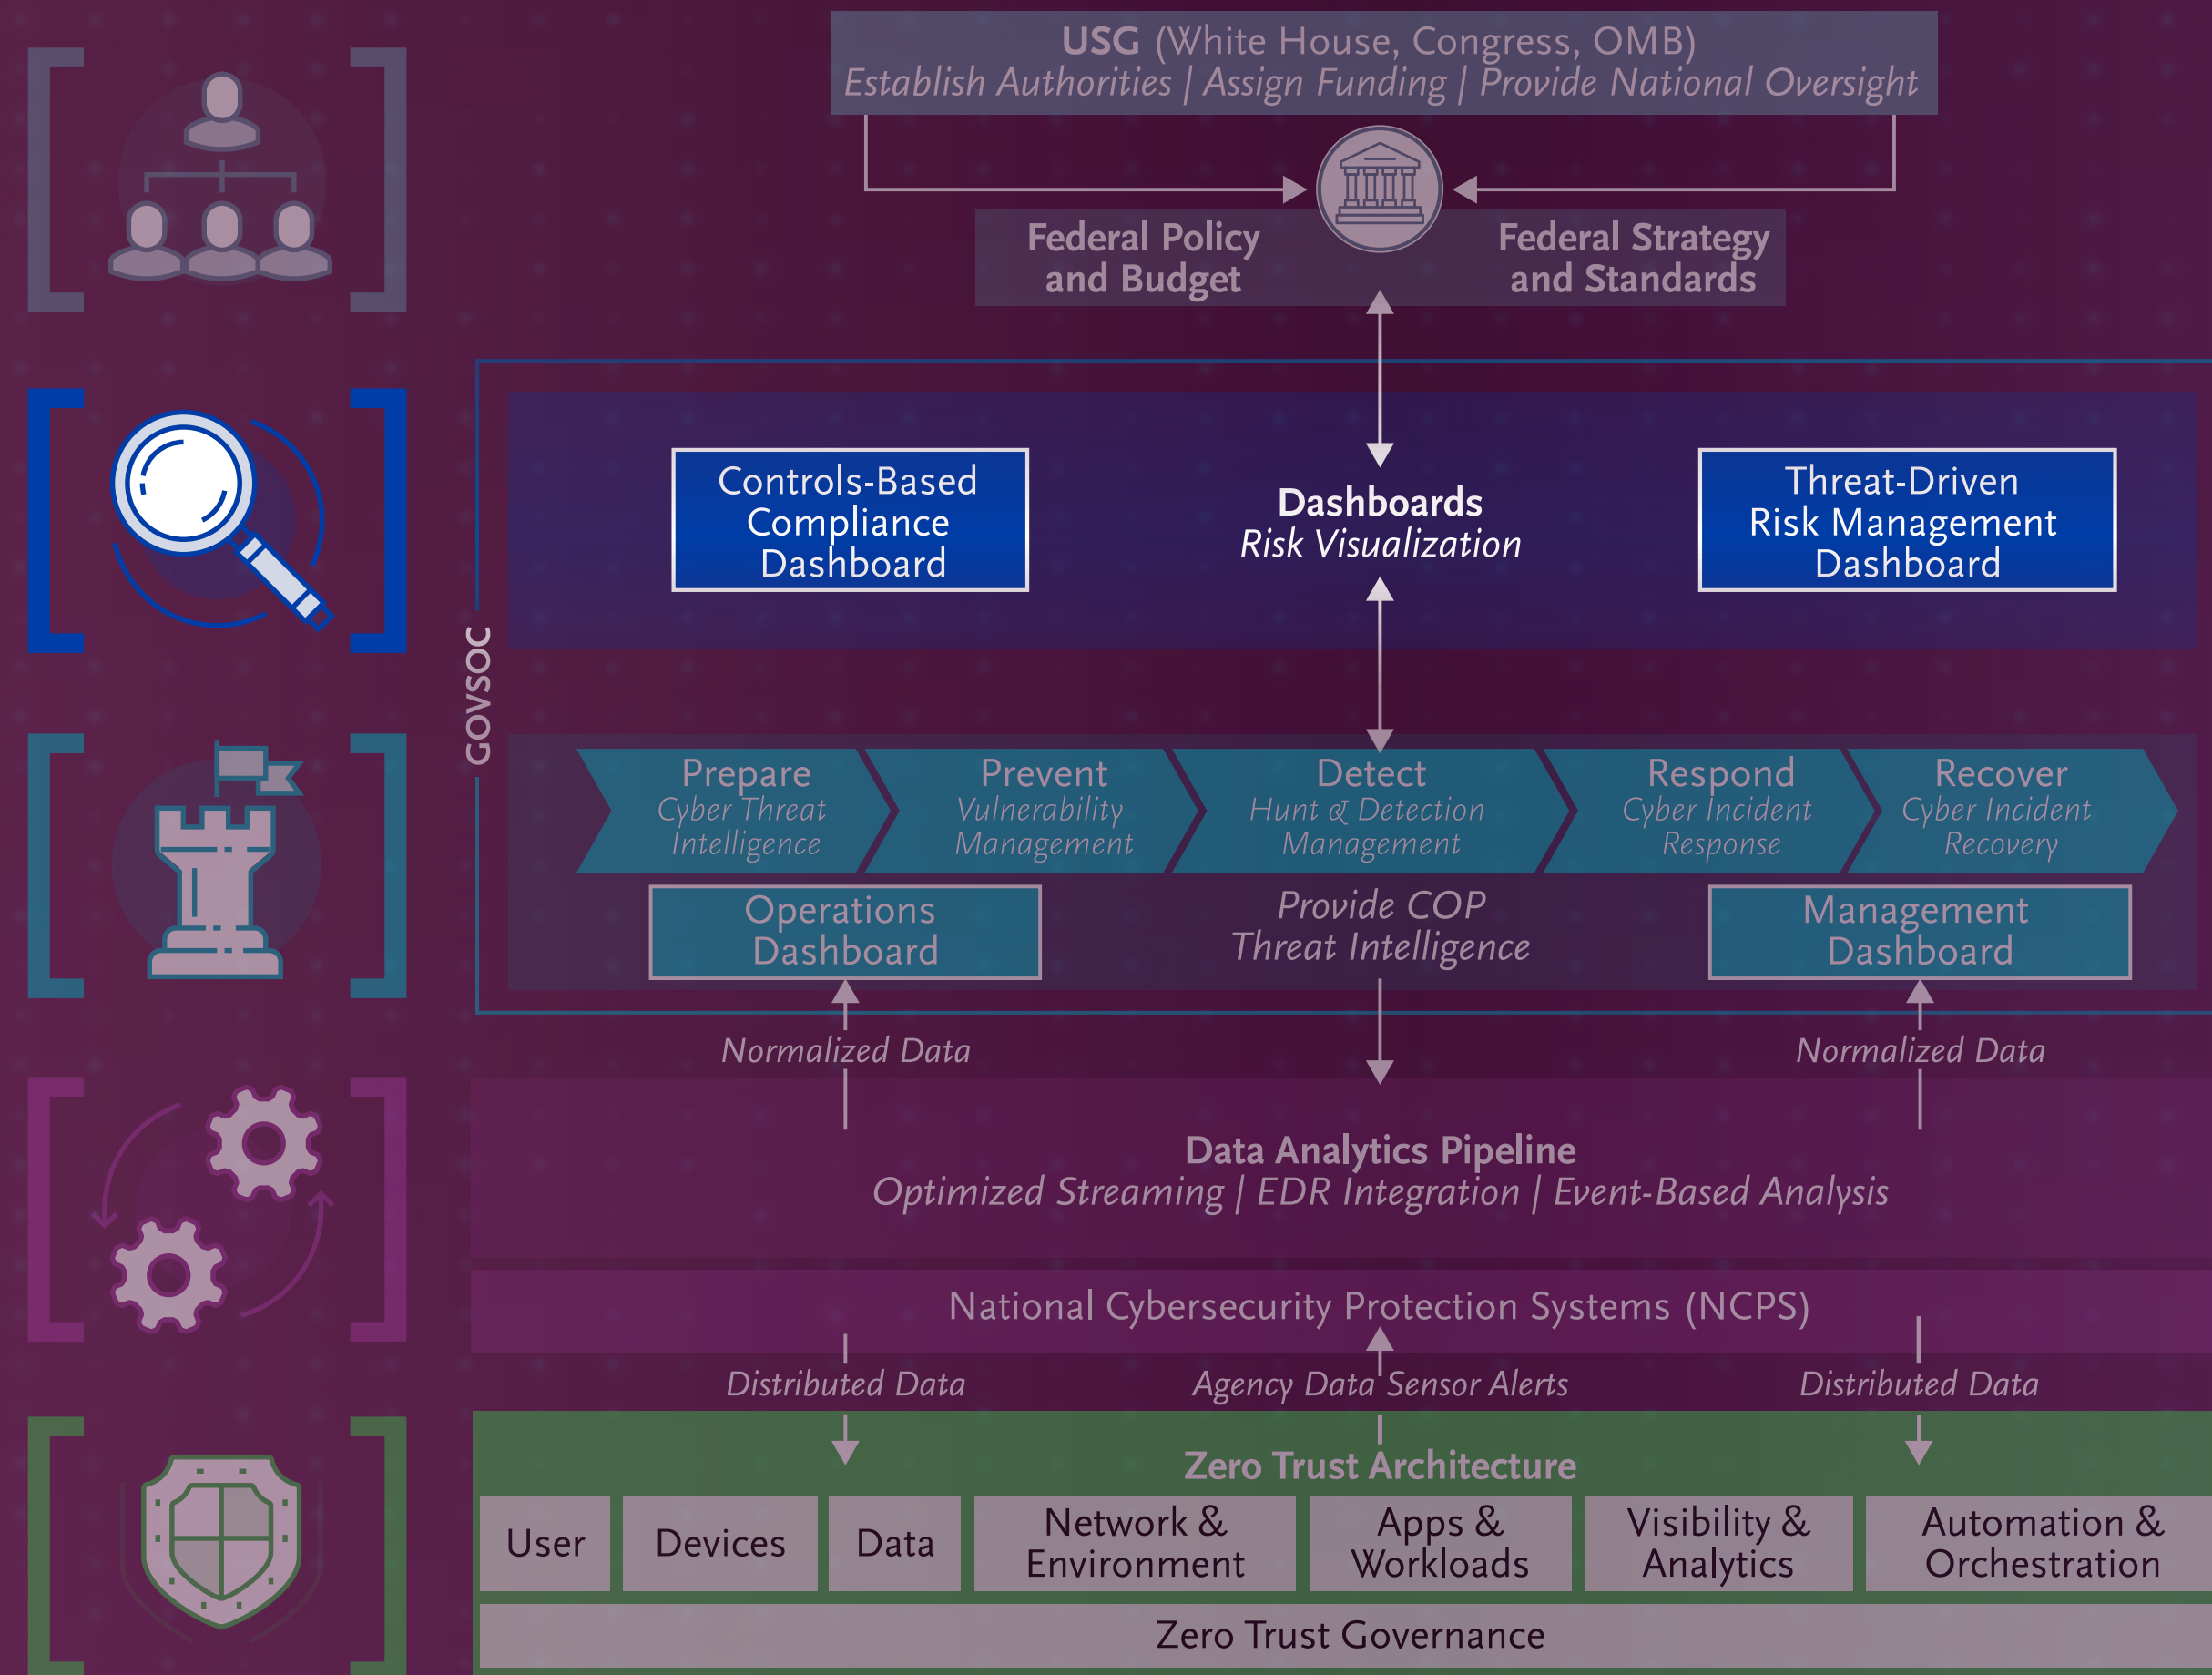 USG (White House, Congress, OMB)
Establish Authorities | Assign Funding | Provide National Oversight
Federal Policy
and Budget
Federal Strategy
and Standards
GOVSOC
Controls-Based
Compliance
Dashboard
Dashboards
Risk Visualization
Threat-Driven
Risk Management
Dashboard
Prepare
Cyber Threat
Intelligence
Prevent
Vulnerability
Management
Detect
Hunt & Detection
Management
Respond
Cyber Incident
Response
Recover
Cyber Incident
Recovery
Operations
Dashboard
Provide COP
Threat Intelligence
Management
Dashboard
Normalized Data
Normalized Data
Data Analytics Pipeline
Optimized Streaming | EDR Integration | Event-Based Analysis
National Cybersecurity Protection Systems (NCPS)
Distributed Data
Agency Data Sensor Alerts
Distributed Data
Zero Trust Architecture
User
Devices
Data
Network &
Environment
Apps &
Workloads
Visibility &
Analytics
Automation &
Orchestration
Zero Trust Governance